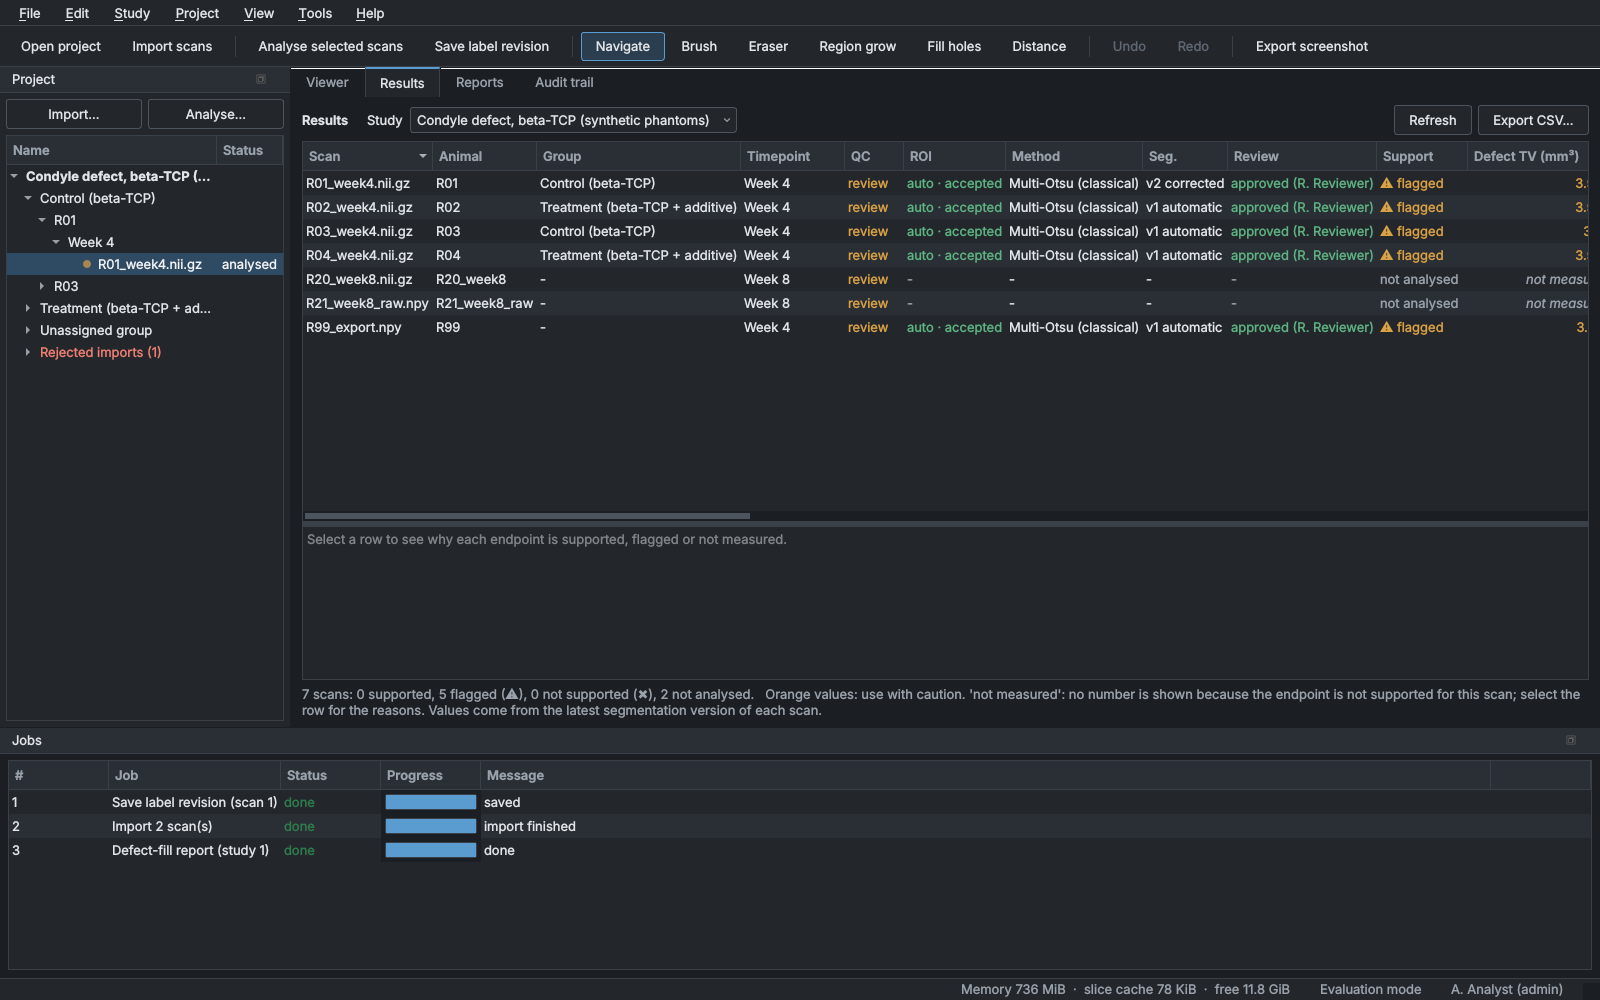 File Edit Study Project View Tools Help
Open project Import scans Analyse selected scans Save label revision Navigate Brush Eraser Region grow Fill holes Distance Undo Redo Export screenshot
Project
Import... Analyse...
Name Status
Condyle defect, beta-TCP (...
Control (beta-TCP)
R01
Week 4
R01_week4.nii.gz analysed
R03
Treatment (beta-TCP + ad...
Unassigned group
Rejected imports (1)
Viewer Results Reports Audit trail
Results Study Condyle defect, beta-TCP (synthetic phantoms) Refresh Export CSV...
Scan Animal Group Timepoint QC ROI Method Seg. Review Support Defect TV (mm³)
R01_week4.nii.gz R01 Control (beta-TCP) Week 4 review auto · accepted Multi-Otsu (classical) v2 corrected approved (R. Reviewer) ⚠ flagged 3.
R02_week4.nii.gz R02 Treatment (beta-TCP + additive) Week 4 review auto · accepted Multi-Otsu (classical) v1 automatic approved (R. Reviewer) ⚠ flagged 3.
R03_week4.nii.gz R03 Control (beta-TCP) Week 4 review auto · accepted Multi-Otsu (classical) v1 automatic approved (R. Reviewer) ⚠ flagged 3
R04_week4.nii.gz R04 Treatment (beta-TCP + additive) Week 4 review auto · accepted Multi-Otsu (classical) v1 automatic approved (R. Reviewer) ⚠ flagged 3.
R20_week8.nii.gz R20_week8 - Week 8 review - - - - not analysed not measu
R21_week8_raw.npy R21_week8_raw - Week 8 review - - - - not analysed not measu
R99_export.npy R99 - Week 4 review auto · accepted Multi-Otsu (classical) v1 automatic approved (R. Reviewer) ⚠ flagged 3.
Select a row to see why each endpoint is supported, flagged or not measured.
7 scans: 0 supported, 5 flagged (⚠), 0 not supported (✖), 2 not analysed. Orange values: use with caution. 'not measured': no number is shown because the endpoint is not supported for this scan; select the
row for the reasons. Values come from the latest segmentation version of each scan.
Jobs
# Job Status Progress Message
1 Save label revision (scan 1) done saved
2 Import 2 scan(s) done import finished
3 Defect-fill report (study 1) done done
Memory 736 MiB · slice cache 78 KiB · free 11.8 GiB Evaluation mode A. Analyst (admin)